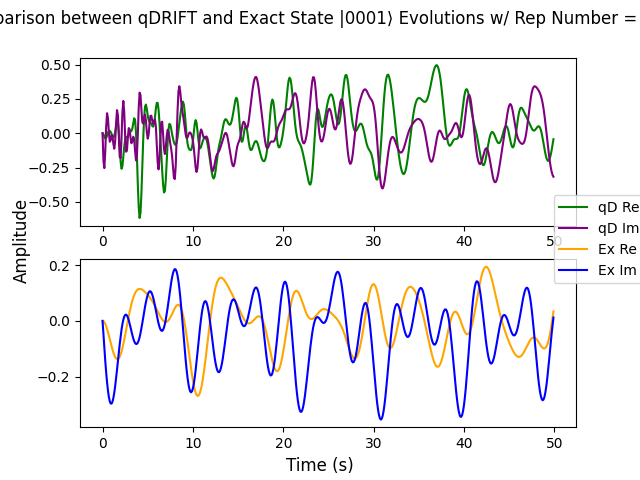 parison between qDRIFT and Exact State |0001⟩ Evolutions w/ Rep Number =
0.50
0.25
0.00
−0.25
−0.50
0 10 20 30 40 50
qD Re
qD Im
Ex Re
Ex Im
Amplitude
0.2
0.0
−0.2
0 10 20 30 40 50
Time (s)